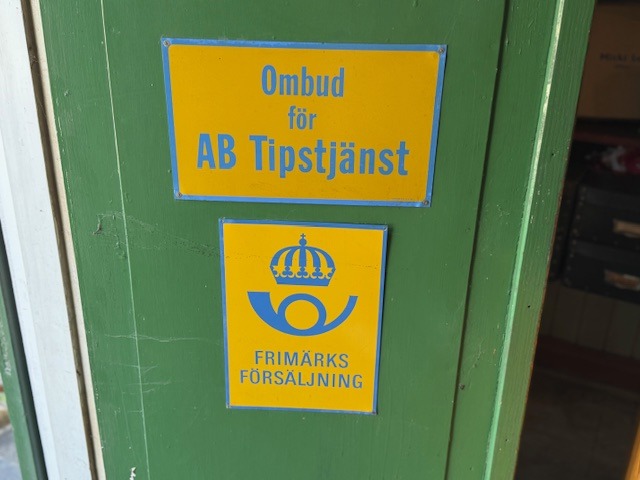 Ombud
för
AB Tipstjänst
FRIMÄRKS
FÖRSÄLJNING